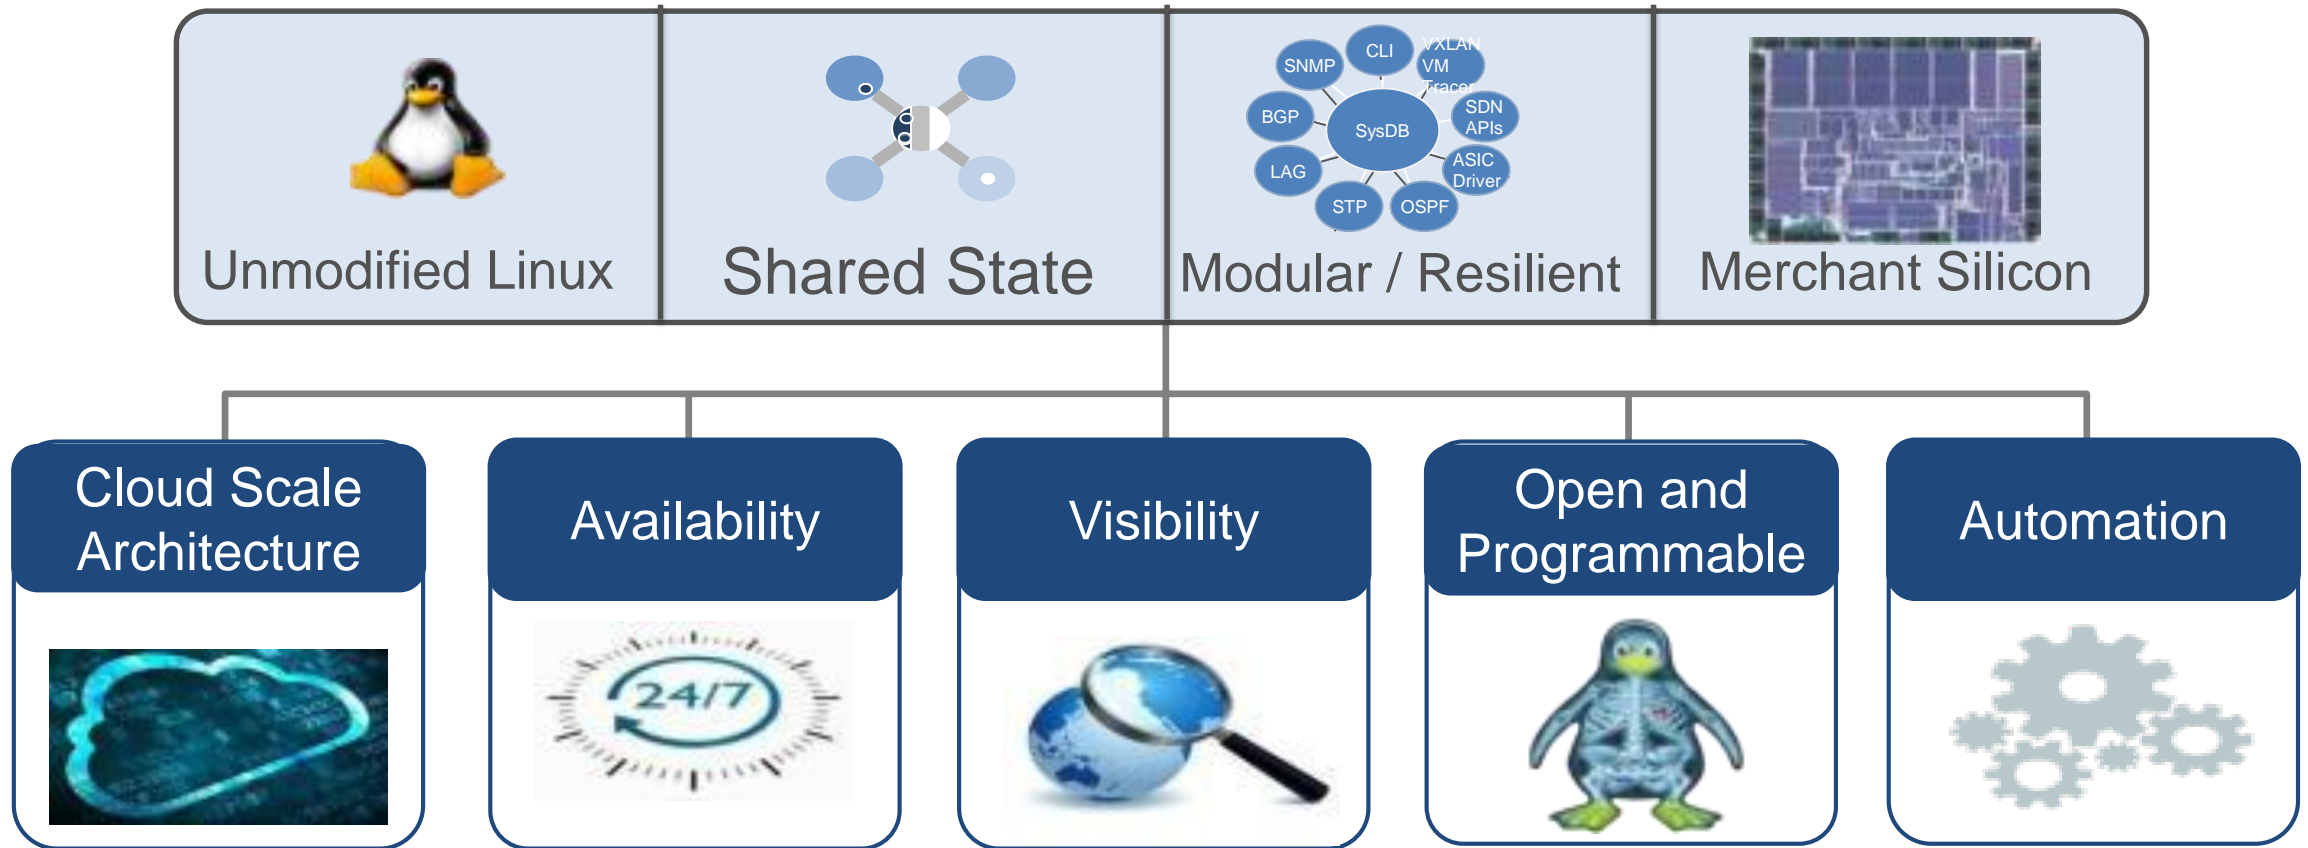 CLI
VXLAN
VM
Tracer
SNMP
SDN
APIs
BGP
SysDB
ASIC
Driver
LAG
STP
OSPF
Unmodified Linux
Shared State
Modular / Resilient
Merchant Silicon
Cloud Scale
Architecture
Availability
Visibility
Open and
Programmable
Automation
24/7